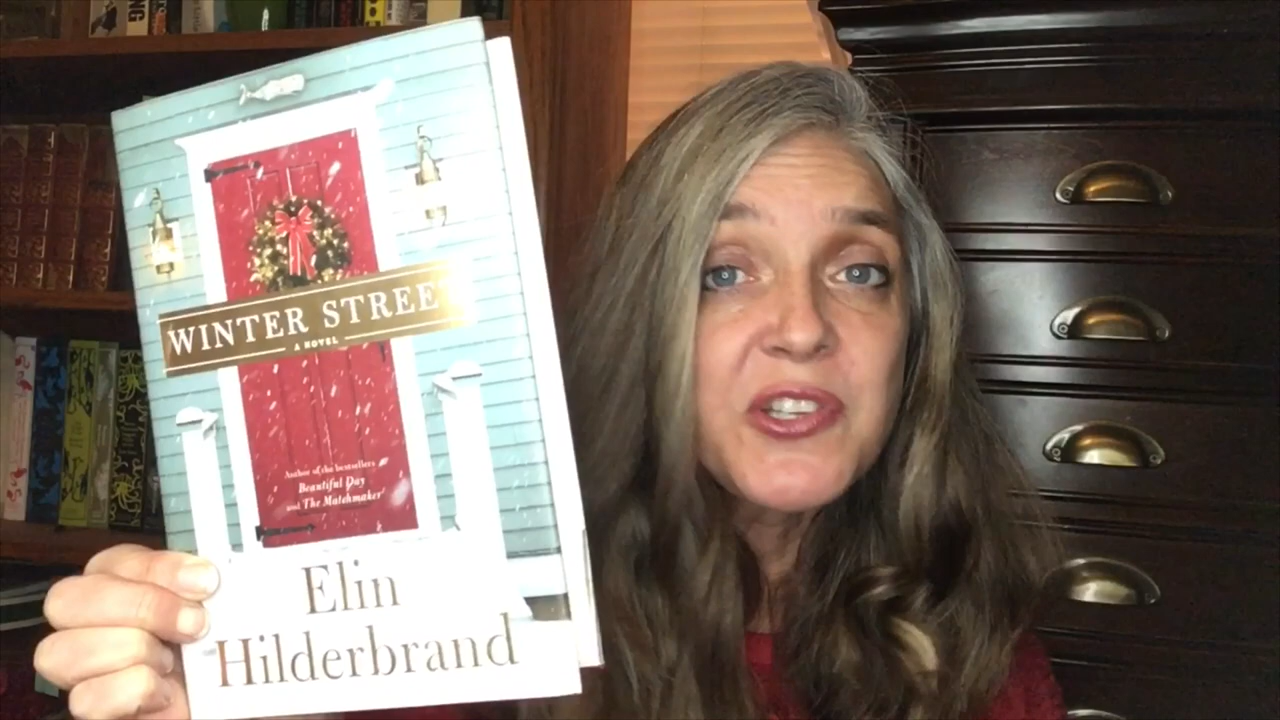 WINTER STREET
A NOVEL
Author of the bestsellers
Beautiful Day
and The Matchmaker
Elin
Hilderbrand